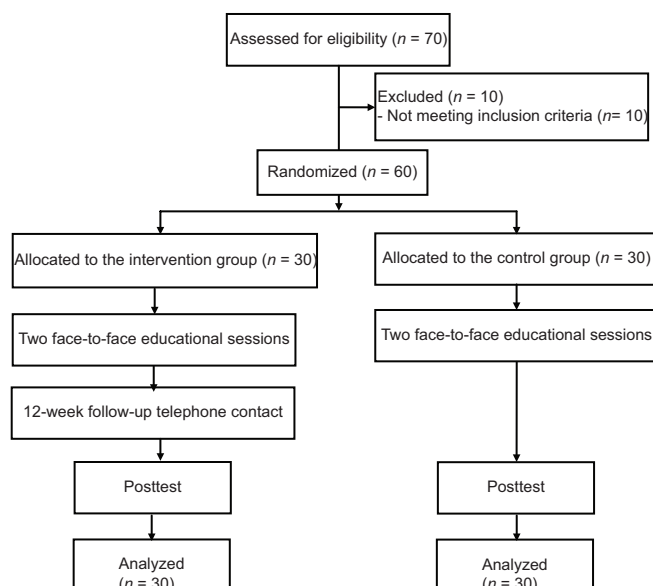 Assessed for eligibility (n = 70)
Excluded (n = 10)
- Not meeting inclusion criteria (n= 10)
Randomized (n = 60)
Allocated to the intervention group (n = 30)
Allocated to the control group (n = 30)
Two face-to-face educational sessions
Two face-to-face educational sessions
12-week follow-up telephone contact
Posttest
Posttest
Analyzed
(n = 30)
Analyzed
(n = 30)